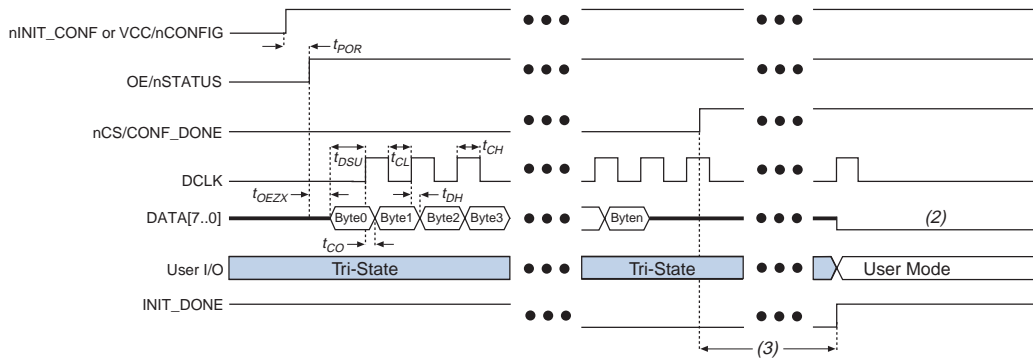 nINIT_CONF or VCC/nCONFIG
tPOR
OE/nSTATUS
nCS/CONF_DONE
tDSU
tCL
tCH
DCLK
tOEZX
tDH
DATA[7..0]
Byte0
Byte1
Byte2
Byte3
Byten
(2)
tCO
User I/O
Tri-State
Tri-State
User Mode
INIT_DONE
(3)